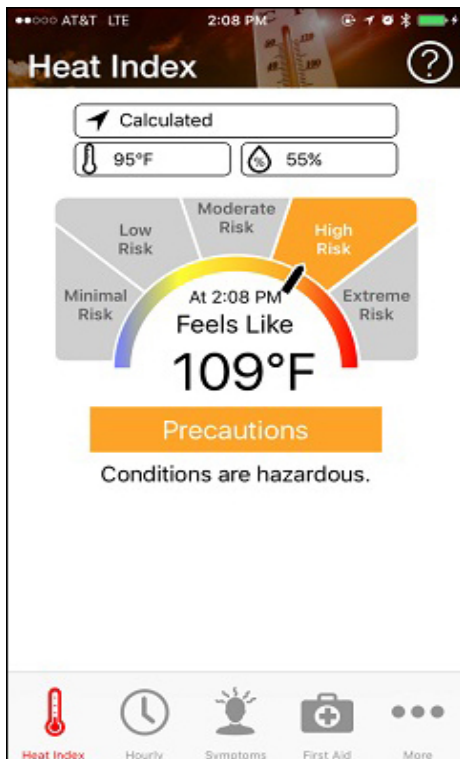 AT&T LTE 2:08 PM
Heat Index ?
Calculated
95°F % 55%
Minimal
Risk
Low
Risk
Moderate
Risk
High
Risk
Extreme
Risk
At 2:08 PM
Feels Like
109°F
Precautions
Conditions are hazardous.
Heat Index Hourly Symptoms First Aid More